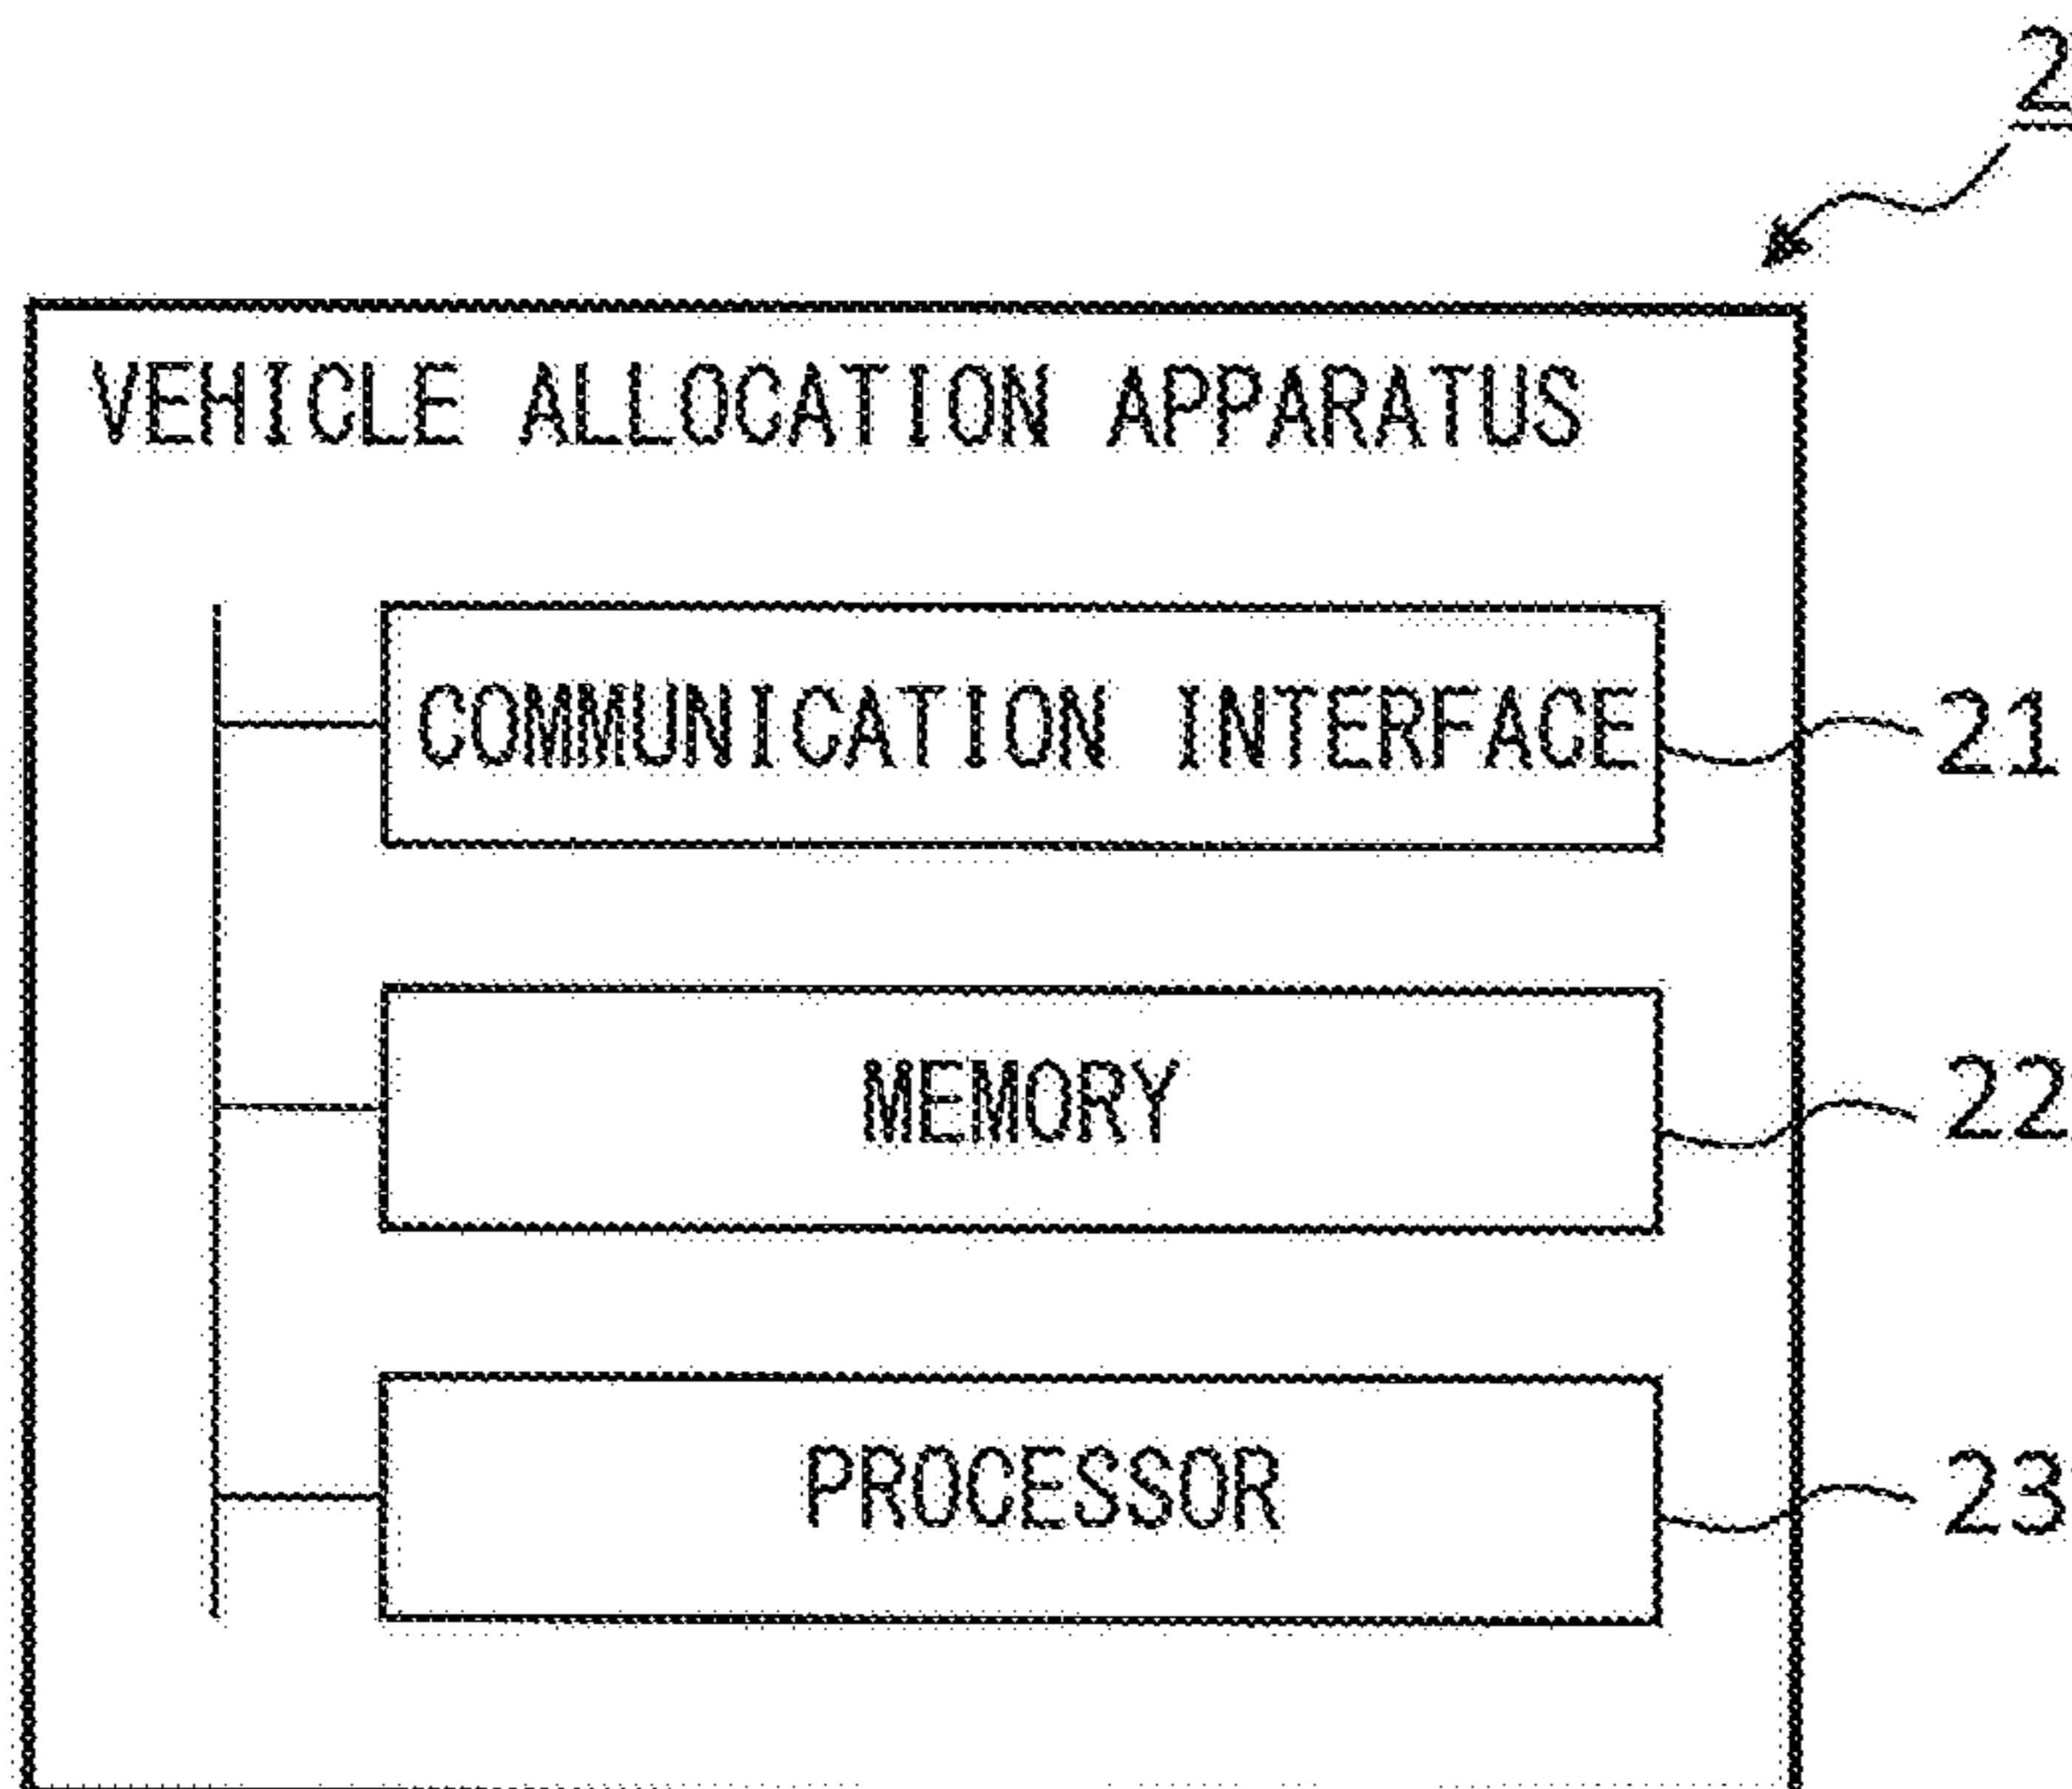 2
VEHICLE ALLOCATION APPARATUS
COMMUNICATION INTERFACE 21
MEMORY 22
PROCESSOR 23